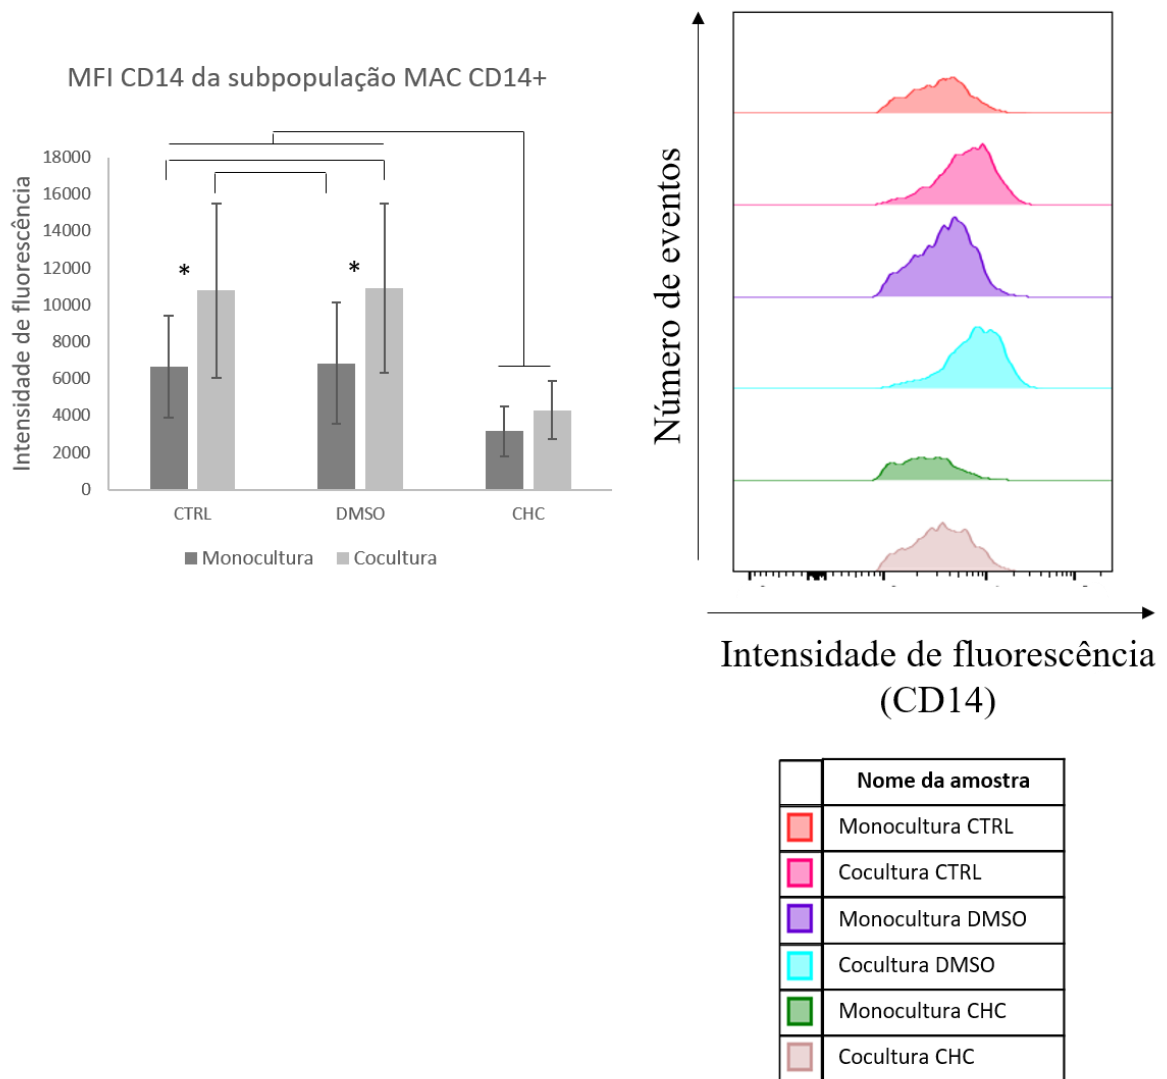 MFI CD14 da subpopulação MAC CD14+
Intensidade de fluorescência
18000
16000
14000
12000
10000
8000
6000
4000
2000
0
*
*
CTRL
DMSO
CHC
Monocultura
Cocultura
Número de eventos
Intensidade de fluorescência
(CD14)
Nome da amostra
Monocultura CTRL
Cocultura CTRL
Monocultura DMSO
Cocultura DMSO
Monocultura CHC
Cocultura CHC